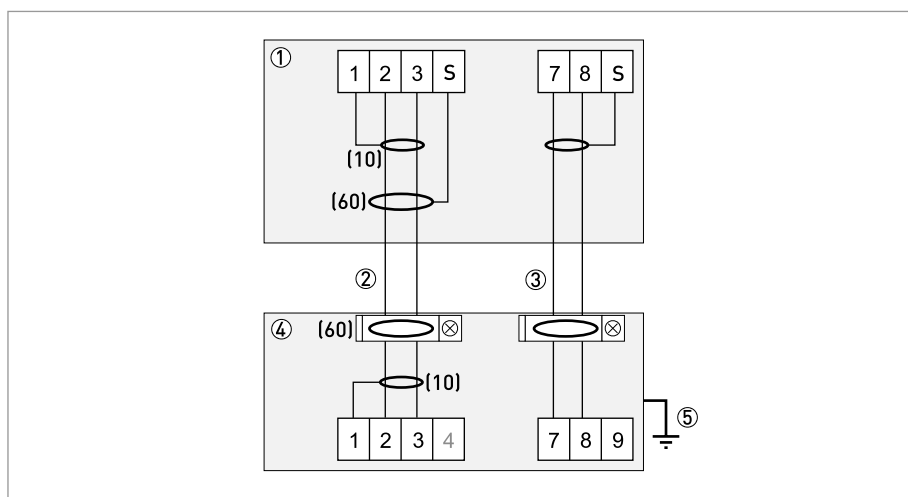 ①
1 2 3 S
7 8 S
(10)
(60)
②
③
④
(60)
(10)
⑤
1 2 3 4
7 8 9